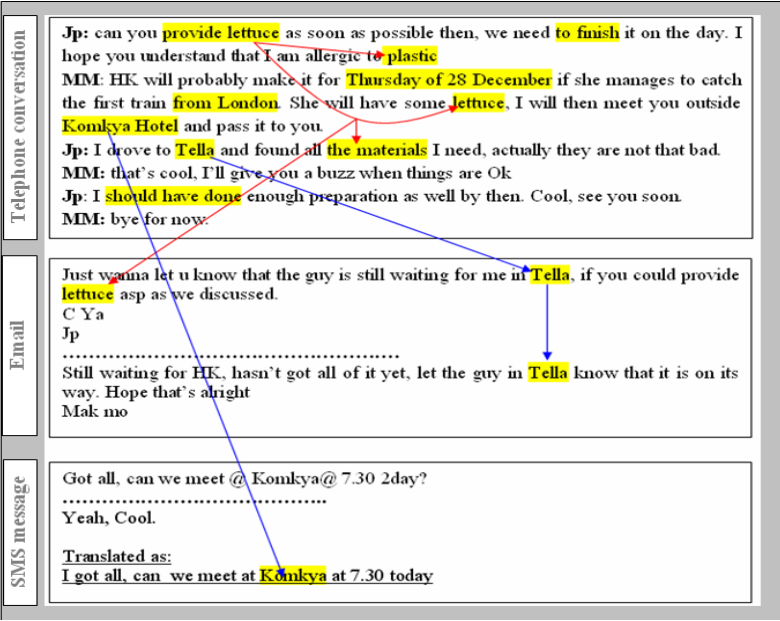 Telephone conversation
Jp: can you provide lettuce as soon as possible then, we need to finish it on the day. I
hope you understand that I am allergic to plastic
MM: HK will probably make it for Thursday of 28 December if she manages to catch
the first train from London. She will have some lettuce, I will then meet you outside
Komkya Hotel and pass it to you.
Jp: I drove to Tella and found all the materials I need, actually they are not that bad.
MM: that's cool, I'll give you a buzz when things are Ok
Jp: I should have done enough preparation as well by then. Cool, see you soon.
MM: bye for now.
Email
Just wanna let u know that the guy is still waiting for me in Tella, if you could provide
lettuce asp as we discussed.
C Ya
Jp
……………………………………………………
Still waiting for HK, hasn't got all of it yet, let the guy in Tella know that it is on its
way. Hope that's alright
Mak mo
SMS message
Got all, can we meet @ Komkya@ 7.30 2day?
…………………………………………
Yeah, Cool.
Translated as:
I got all, can we meet at Komkya at 7.30 today